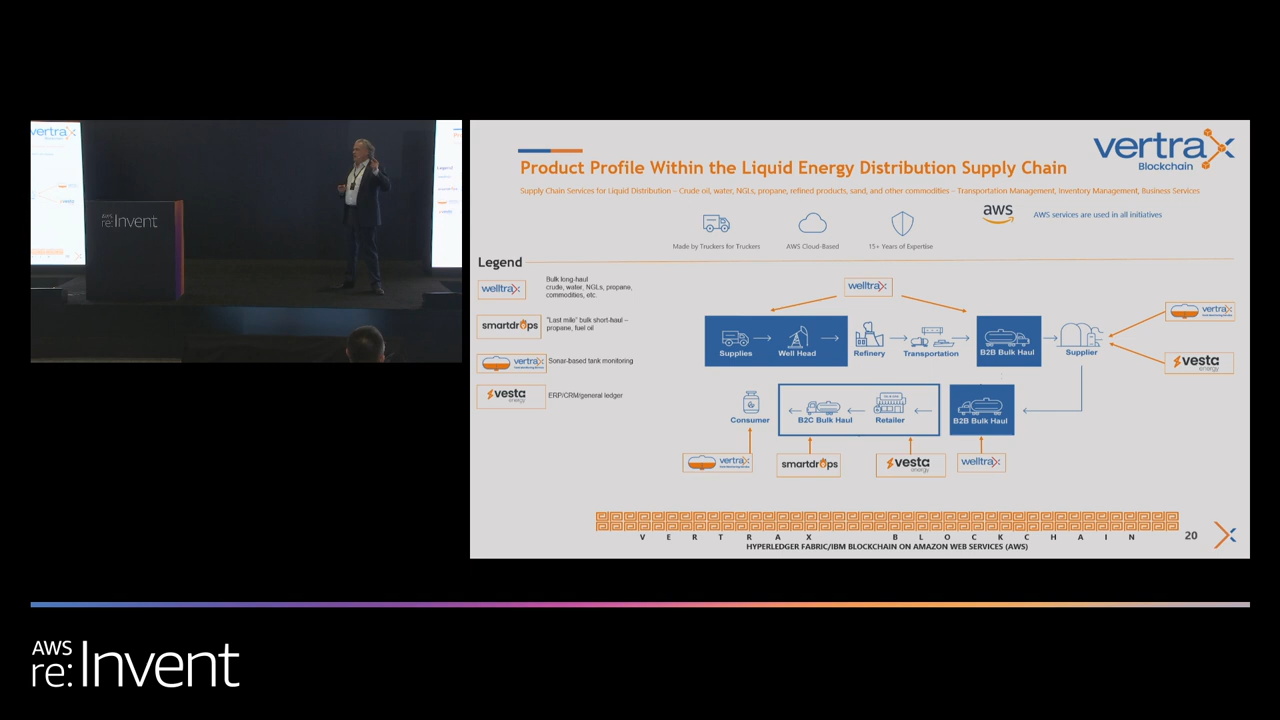 vertrax
Blockchain
AWS
re:Invent
vertrax
Blockchain
Product Profile Within the Liquid Energy Distribution Supply Chain
Supply Chain Services for Liquid Distribution – Crude oil, water, NGLs, propane, refined products, sand, and other commodities – Transportation Management, Inventory Management, Business Services
aws
AWS services are used in all initiatives
Made by Truckers for Truckers
AWS Cloud-Based
15+ Years of Expertise
Legend
welltrax
Bulk long-haul
crude, water, NGLs, propane,
commodities, etc.
smartdrops
"Last mile" bulk short-haul –
propane, fuel oil
vertrax
Sonar-based tank monitoring
vesta
energy
ERP/CRM/general ledger
welltrax
vertrax
Supplies
Well Head
Refinery
Transportation
B2B Bulk Haul
Supplier
vesta
energy
Consumer
B2C Bulk Haul
Retailer
B2B Bulk Haul
vertrax
smartdrops
vesta
energy
welltrax
VERTRAX BLOCKCHAIN
HYPERLEDGER FABRIC/IBM BLOCKCHAIN ON AMAZON WEB SERVICES (AWS)
20
AWS
re:Invent